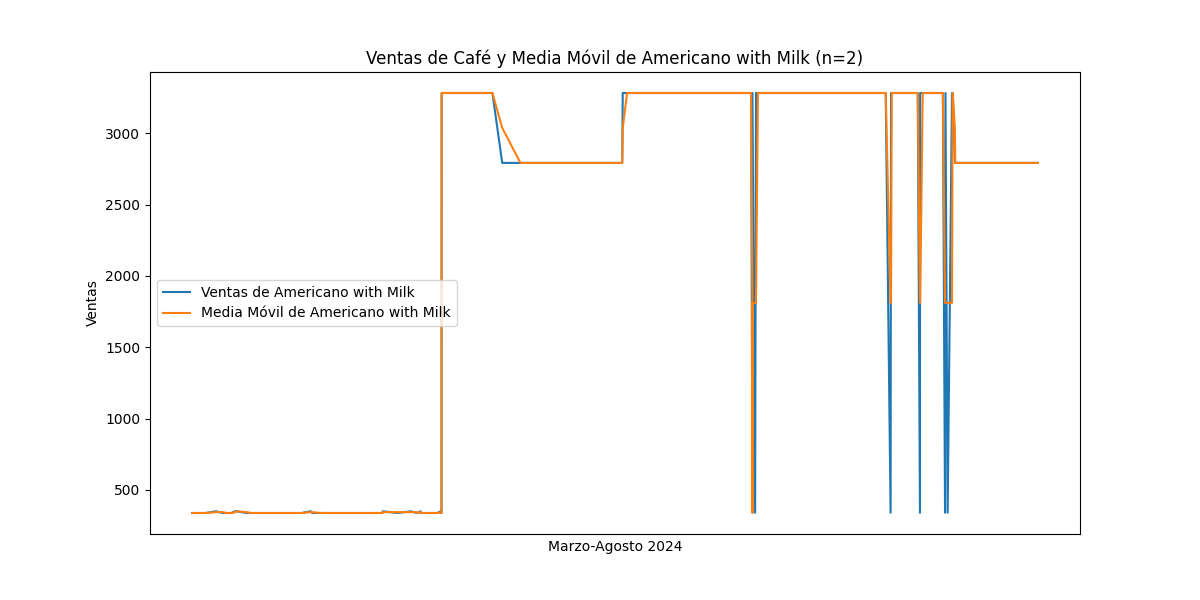 Ventas de Café y Media Móvil de Americano with Milk (n=2)
3000
2500
2000
1500
1000
500
Ventas
Ventas de Americano with Milk
Media Móvil de Americano with Milk
Marzo-Agosto 2024